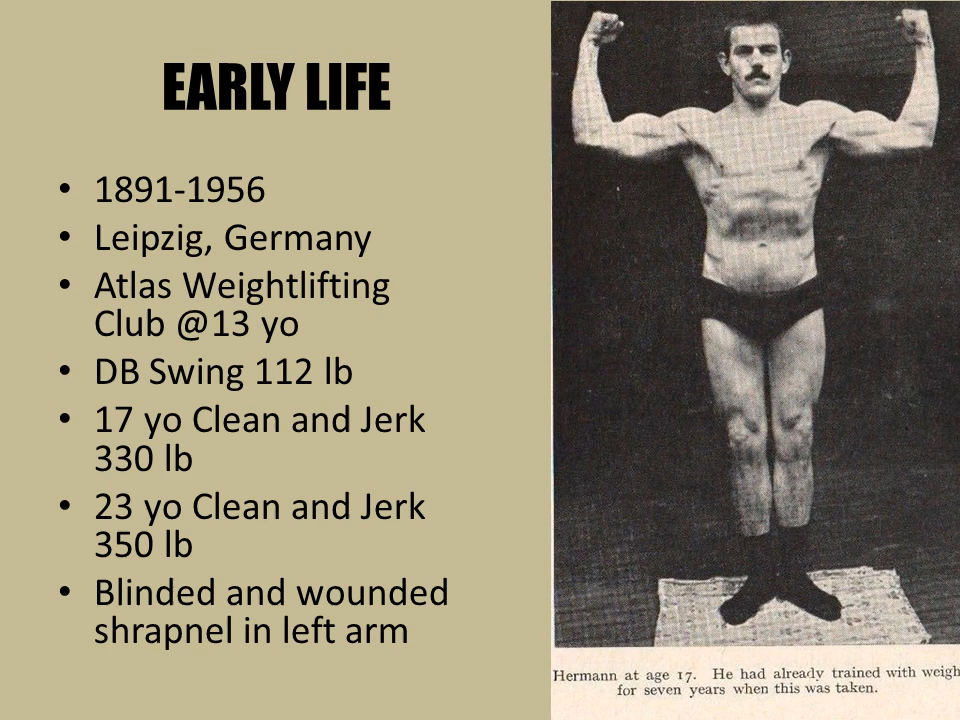 EARLY LIFE
• 1891-1956
• Leipzig, Germany
• Atlas Weightlifting
Club @13 yo
• DB Swing 112 lb
• 17 yo Clean and Jerk
330 lb
• 23 yo Clean and Jerk
350 lb
• Blinded and wounded
shrapnel in left arm
Hermann at age 17. He had already trained with weigh
for seven years when this was taken.